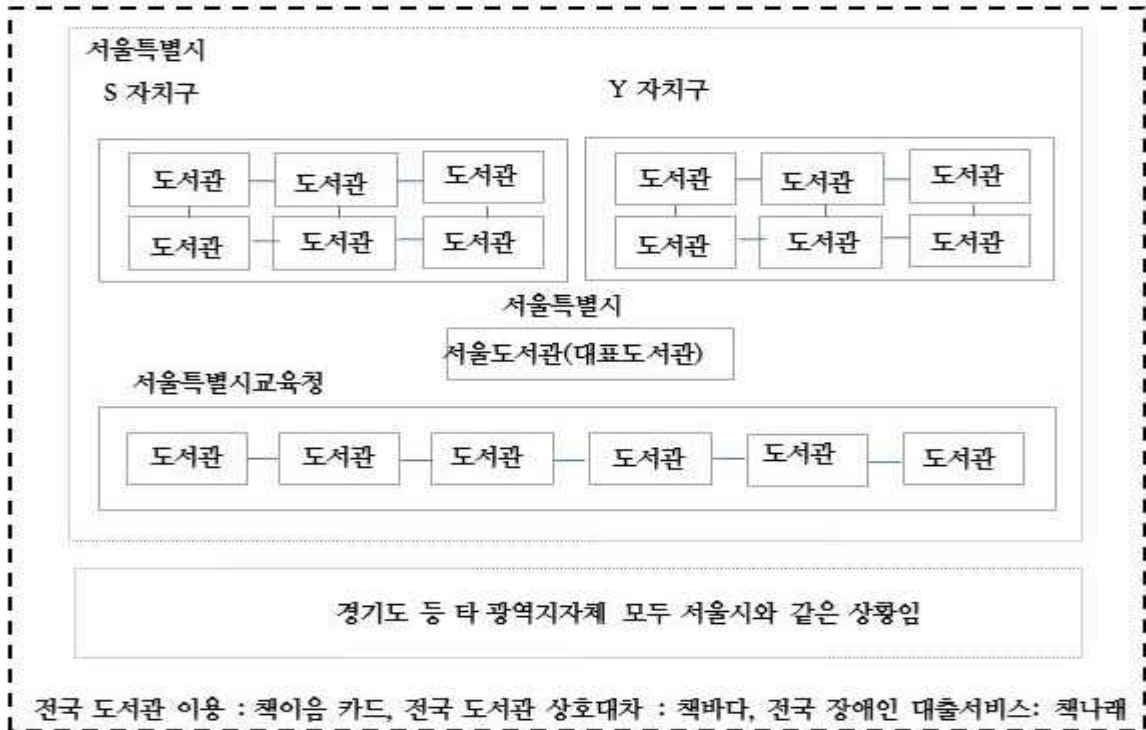 서울특별시
S 자치구 Y 자치구
도서관 도서관 도서관 도서관 도서관 도서관
도서관 도서관 도서관 도서관 도서관 도서관
서울특별시
서울도서관(대표도서관)
서울특별시교육청
도서관 도서관 도서관 도서관 도서관 도서관
경기도 등 타 광역지자체 모두 서울시와 같은 상황임
전국 도서관 이용 : 책이음 카드, 전국 도서관 상호대차 : 책바다, 전국 장애인 대출서비스: 책나래